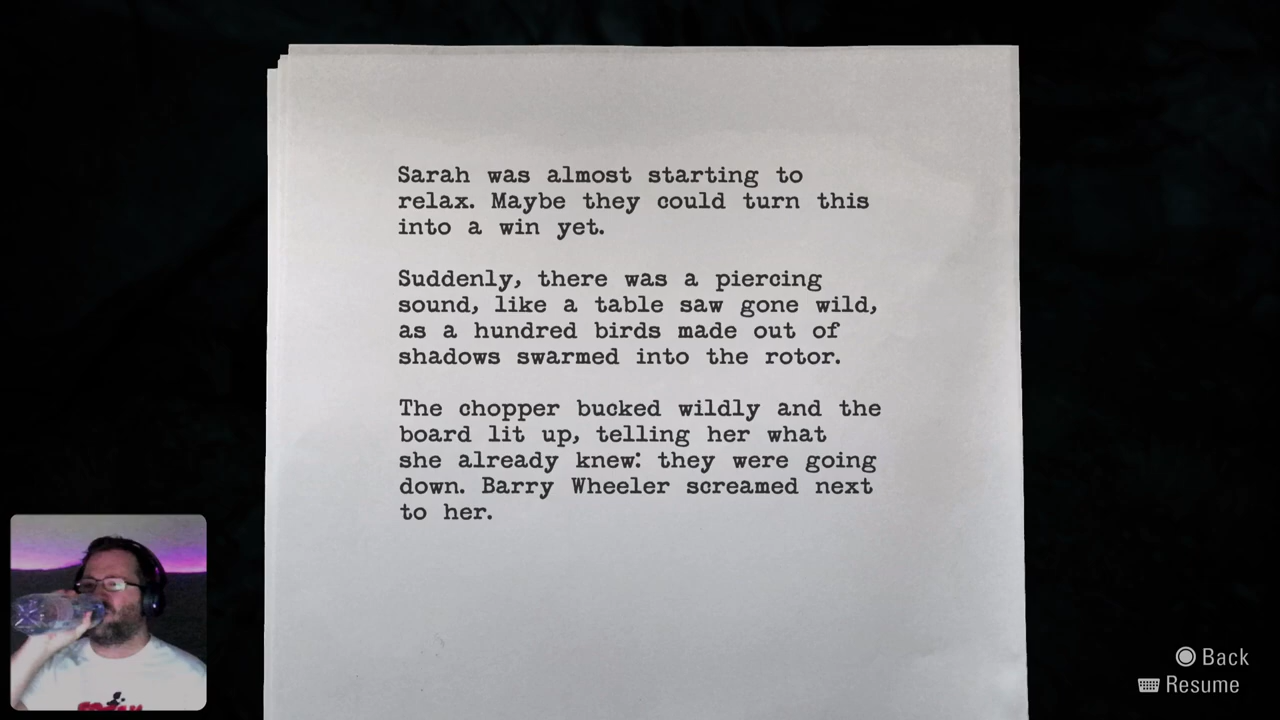 Sarah was almost starting to
relax. Maybe they could turn this
into a win yet.
Suddenly, there was a piercing
sound, like a table saw gone wild,
as a hundred birds made out of
shadows swarmed into the rotor.
The chopper bucked wildly and the
board lit up, telling her what
she already knew: they were going
down. Barry Wheeler screamed next
to her.
Back
Resume